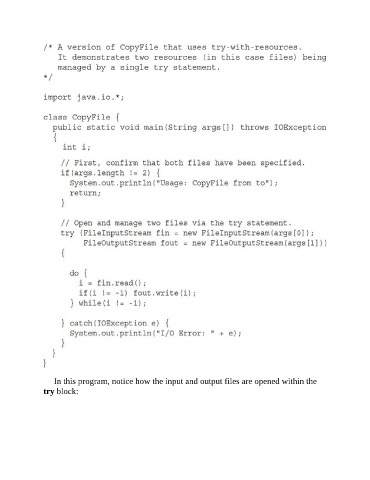 /* A version of CopyFile that uses try-with-resources.
   It demonstrates two resources (in this case files) being
   managed by a single try statement.
*/
import java.io.*;
class CopyFile {
  public static void main(String args[]) throws IOException
  {
    int i;
    // First, confirm that both files have been specified.
    if(args.length != 2) {
      System.out.println("Usage: CopyFile from to");
      return;
    }
    // Open and manage two files via the try statement.
    try (FileInputStream fin = new FileInputStream(args[0]);
         FileOutputStream fout = new FileOutputStream(args[1]))
    {
      do {
        i = fin.read();
        if(i != -1) fout.write(i);
      } while(i != -1);
    } catch(IOException e) {
      System.out.println("I/O Error: " + e);
    }
  }
}
In this program, notice how the input and output files are opened within the
try block: